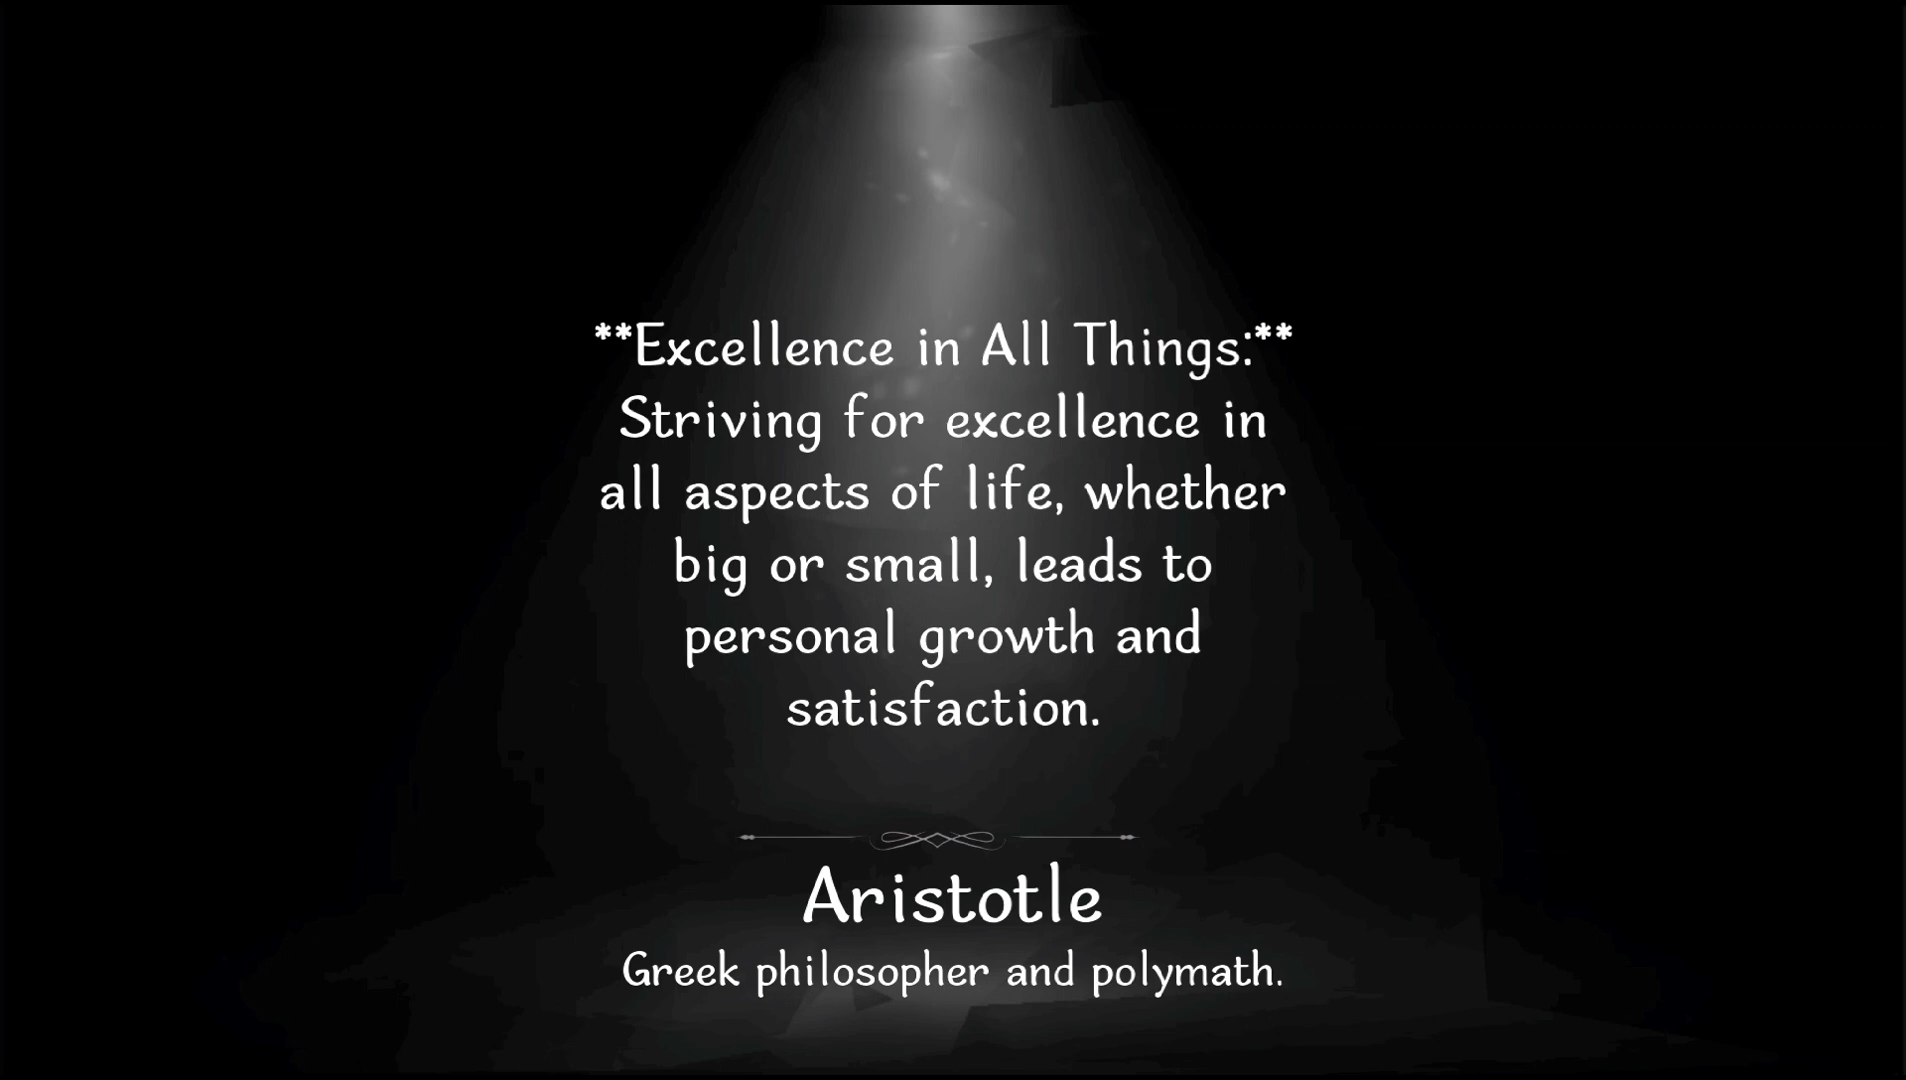 **Excellence in All Things:**
Striving for excellence in
all aspects of life, whether
big or small, leads to
personal growth and
satisfaction.
Aristotle
Greek philosopher and polymath.